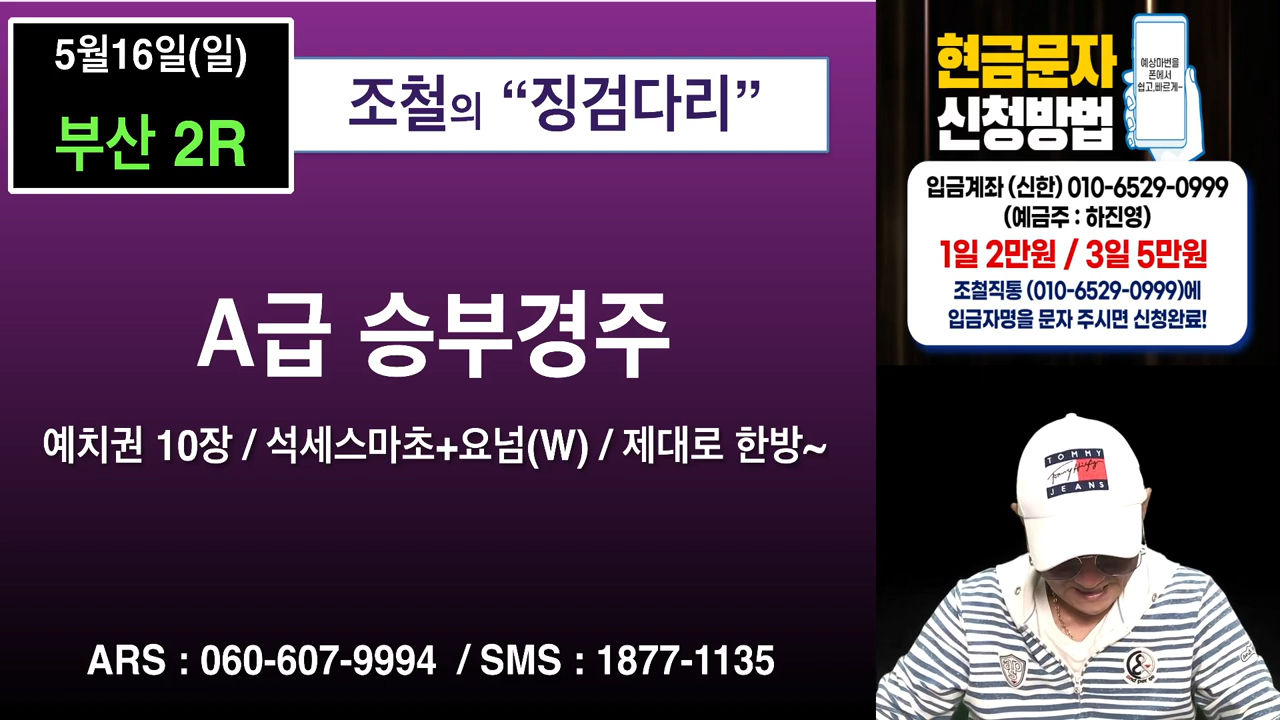 5월16일(일)
부산 2R
조철의 “징검다리”
A급 승부경주
예치권 10장 / 석세스마초+요넘(W) / 제대로 한방~
ARS : 060-607-9994 / SMS : 1877-1135
현금문자
신청방법
예상마번을
폰에서
쉽고,빠르게~
입금계좌 (신한) 010-6529-0999
(예금주 : 하진영)
1일 2만원 / 3일 5만원
조철직통 (010-6529-0999)에
입금자명을 문자 주시면 신청완료!
TOMMY
Tommy Hilfiger
JEANS